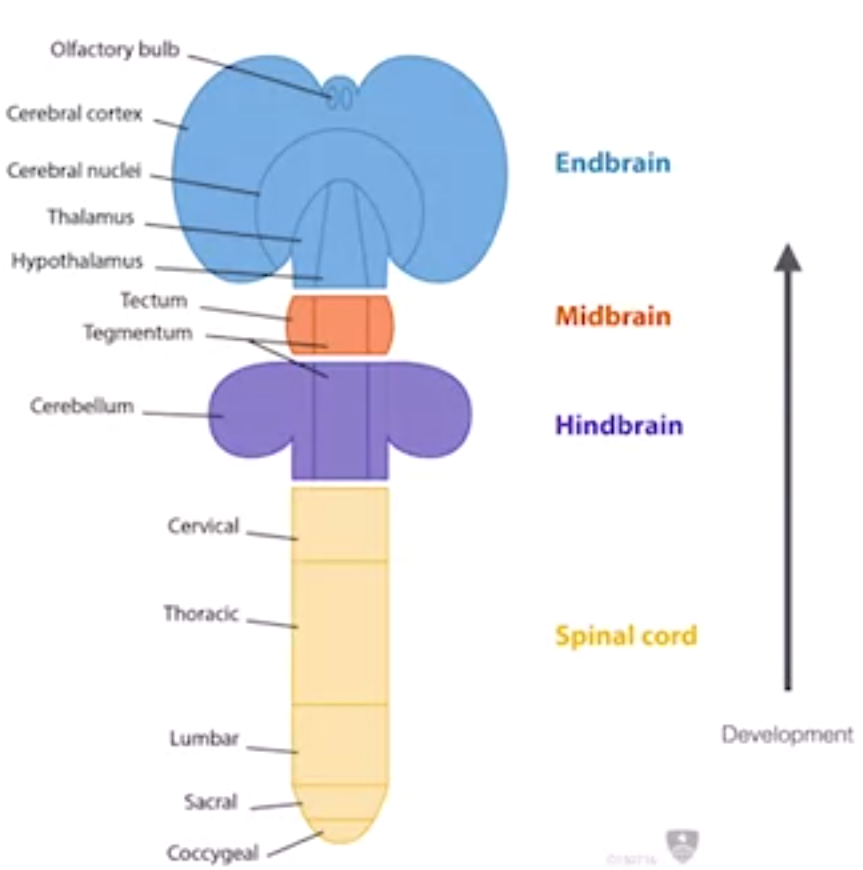 Olfactory bulb
Cerebral cortex
Cerebral nuclei
Thalamus
Hypothalamus
Tectum
Tegmentum
Cerebellum
Cervical
Thoracic
Lumbar
Sacral
Coccygeal
Endbrain
Midbrain
Hindbrain
Spinal cord
Development